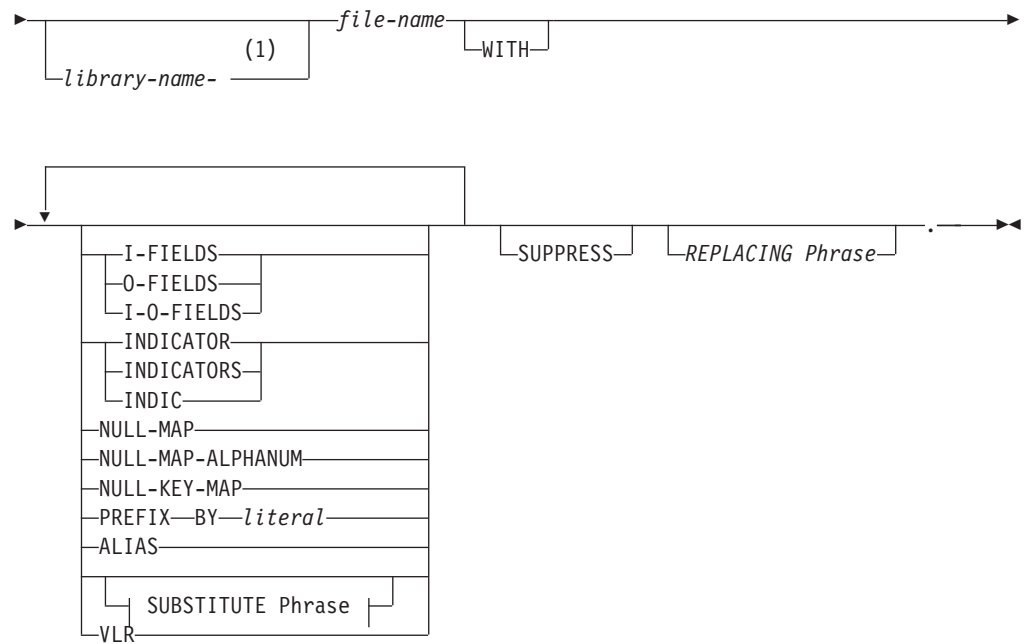 file-name
WITH
(1)
library-name-
I-FIELDS
O-FIELDS
I-O-FIELDS
INDICATOR
INDICATORS
INDIC
NULL-MAP
NULL-MAP-ALPHANUM
NULL-KEY-MAP
PREFIX BY literal
ALIAS
SUBSTITUTE Phrase
VLR
SUPPRESS
REPLACING Phrase
.